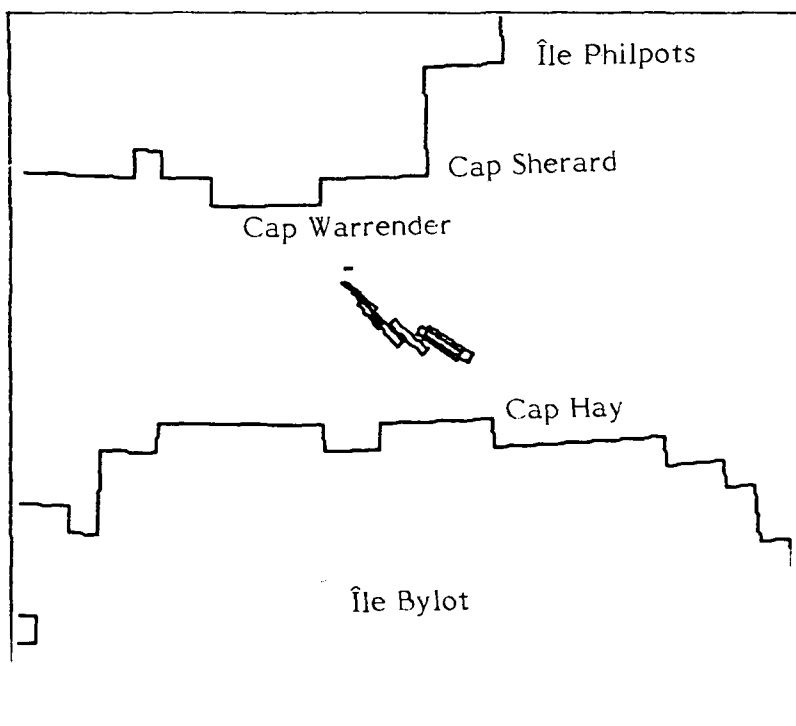 Île Philpots
Cap Sherard
Cap Warrender
Cap Hay
Île Bylot